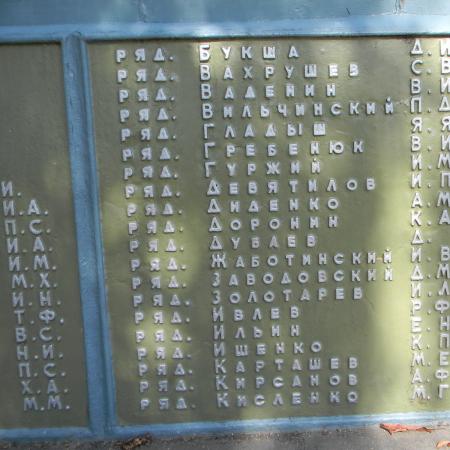 РЯД. БУКША Д. И
РЯД. ВАХРУШЕВ С. В
РЯД. ВАДЕНИН В. И
РЯД. ВИЛЬЧИНСКИЙ П. Д
РЯД. ГЛАДЫШ Я. Я
РЯД. ГРЕБЕНЮК В. И
РЯД. ГУРЖИЙ И. М
И. РЯД. ДЕВЯТИЛОВ И. П
И.А. РЯД. ДИДЕНКО А. М
П.С. РЯД. ДОРОНИН К. А
И.А. РЯД. ДУБАЕВ Д.
И.М. РЯД. ЖАБОТИНСКИЙ И. В
М.Х. РЯД. ЗАВОДОВСКИЙ Д. М
И.Н. РЯД. ЗОЛОТАРЕВ И. Л
Т.Ф. РЯД. ИВЛЕВ Р. Ф
В.С. РЯД. ИЛЬИН Е. Н
Н.И. РЯД. ИЩЕНКО К. П
П.С. РЯД. КАРТАШЕВ М. Е
Х.А. РЯД. КИРСАНОВ А. Ф
М.М. РЯД. КИСЛЕНКО М. Г